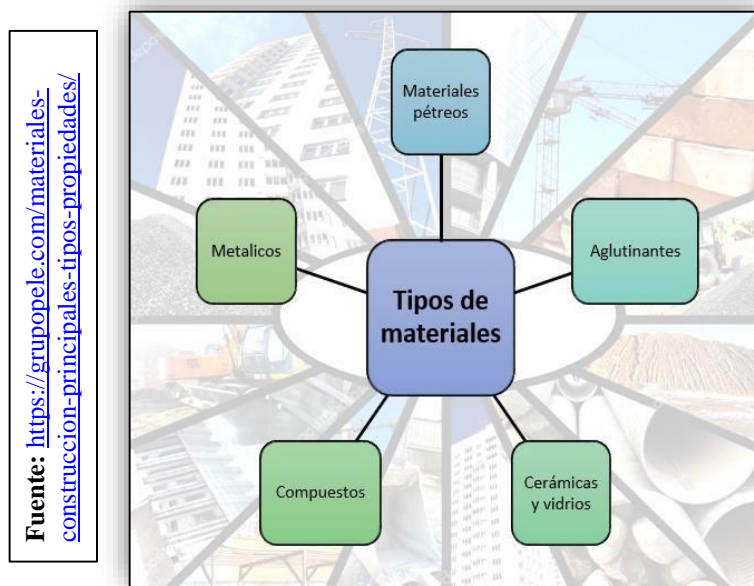 Fuente: https://grupopele.com/materiales-
construccion-principales-tipos-propiedades/
Materiales
pétreos
Metalicos
Aglutinantes
Tipos de
materiales
Compuestos
Cerámicas
y vidrios